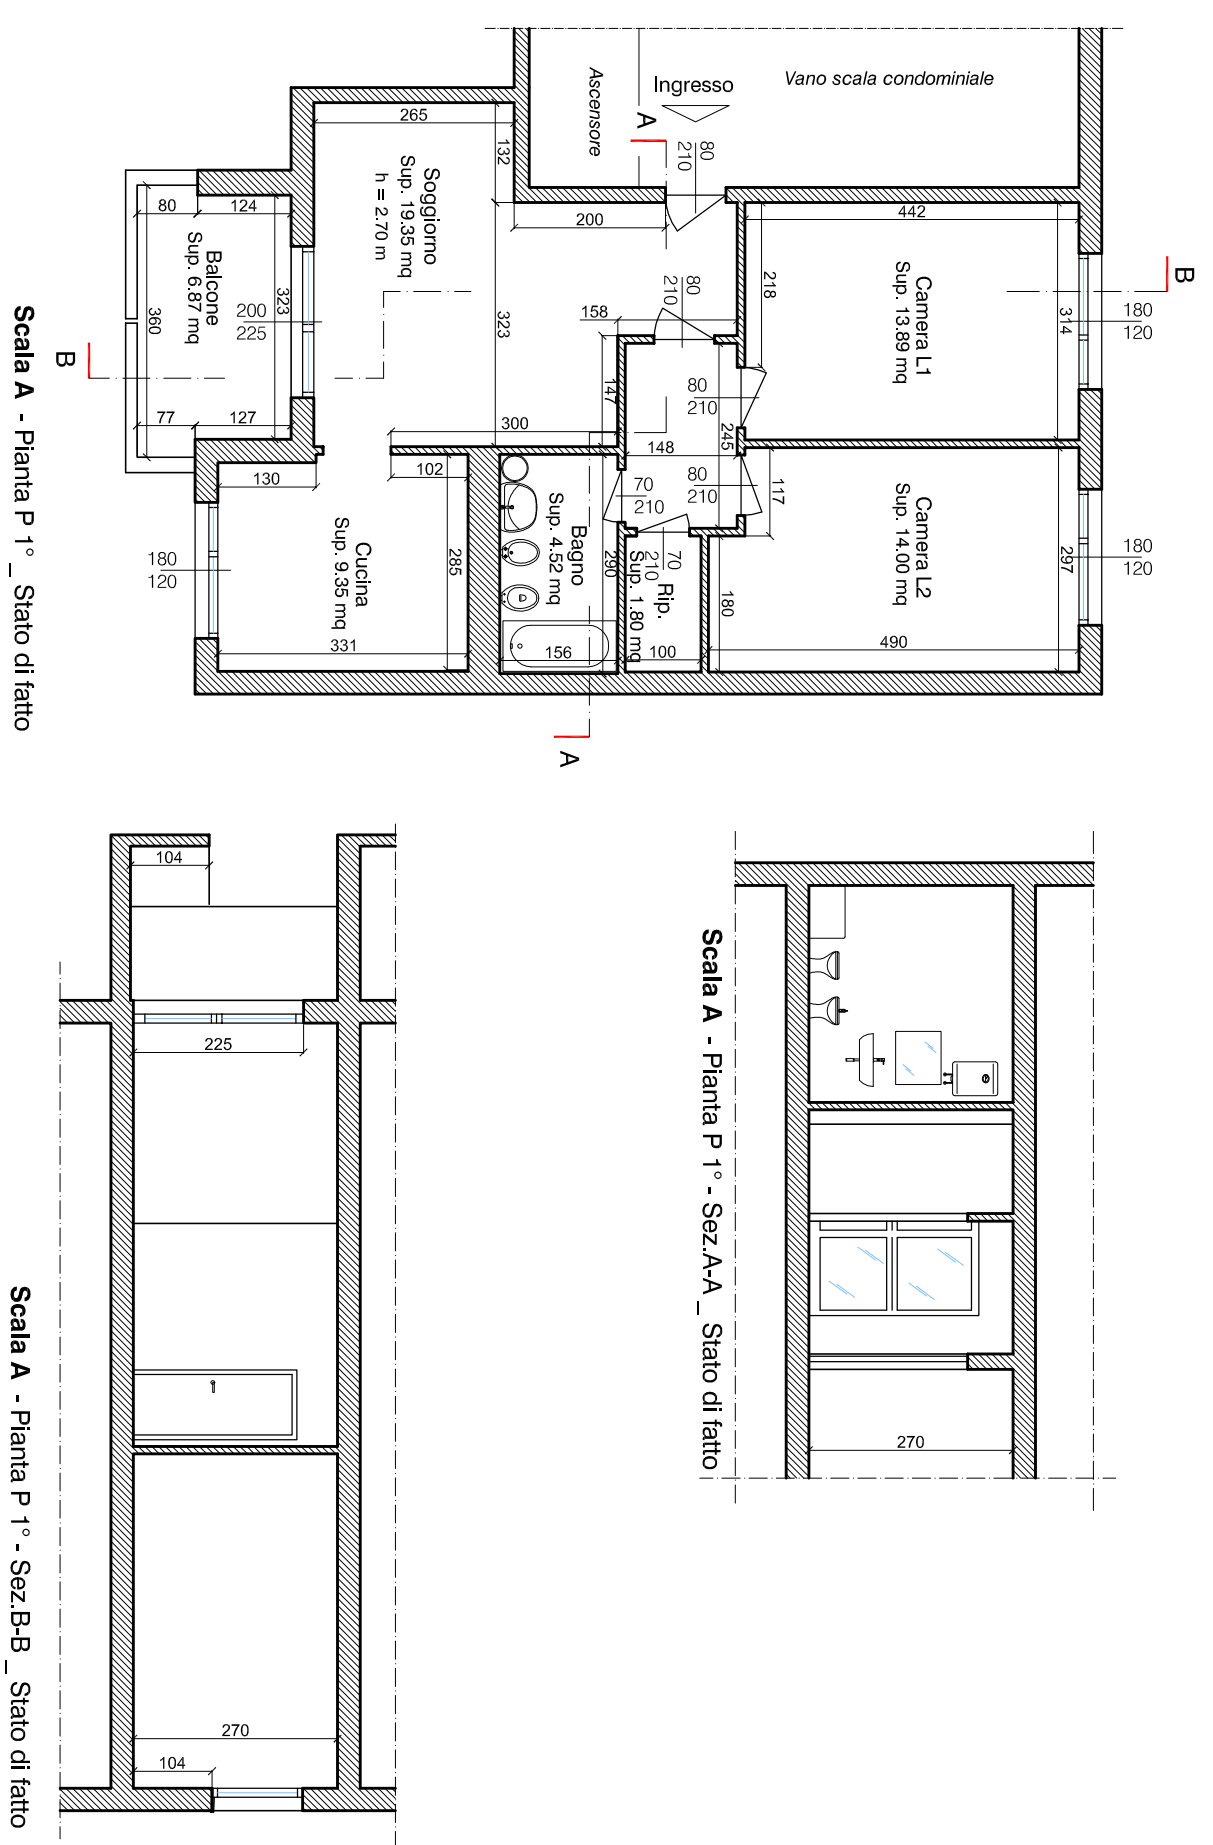 Vano scala condominiale
Ingresso
Ascensore
A
80
210
B
265
132
200
442
Soggiorno
Sup. 19.35 mq
h = 2.70 m
218
Camera L1
Sup. 13.89 mq
314
180
120
80
210
158
80
124
Balcone
Sup. 6.87 mq
323
360
200
225
323
147
80
210
B
77
127
300
148
245
102
130
Camera L2
Sup. 14.00 mq
117
80
210
70
210
297
180
120
Bagno
Sup. 4.52 mq
290
70
210
Rip.
Sup. 1.80 mq
Cucina
Sup. 9.35 mq
285
180
120
180
331
156
100
490
A
Scala A - Pianta P 1°_ Stato di fatto
104
225
270
104
Scala A - Pianta P 1° - Sez.A-A _ Stato di fatto
270
Scala A - Pianta P 1° - Sez.B-B _ Stato di fatto